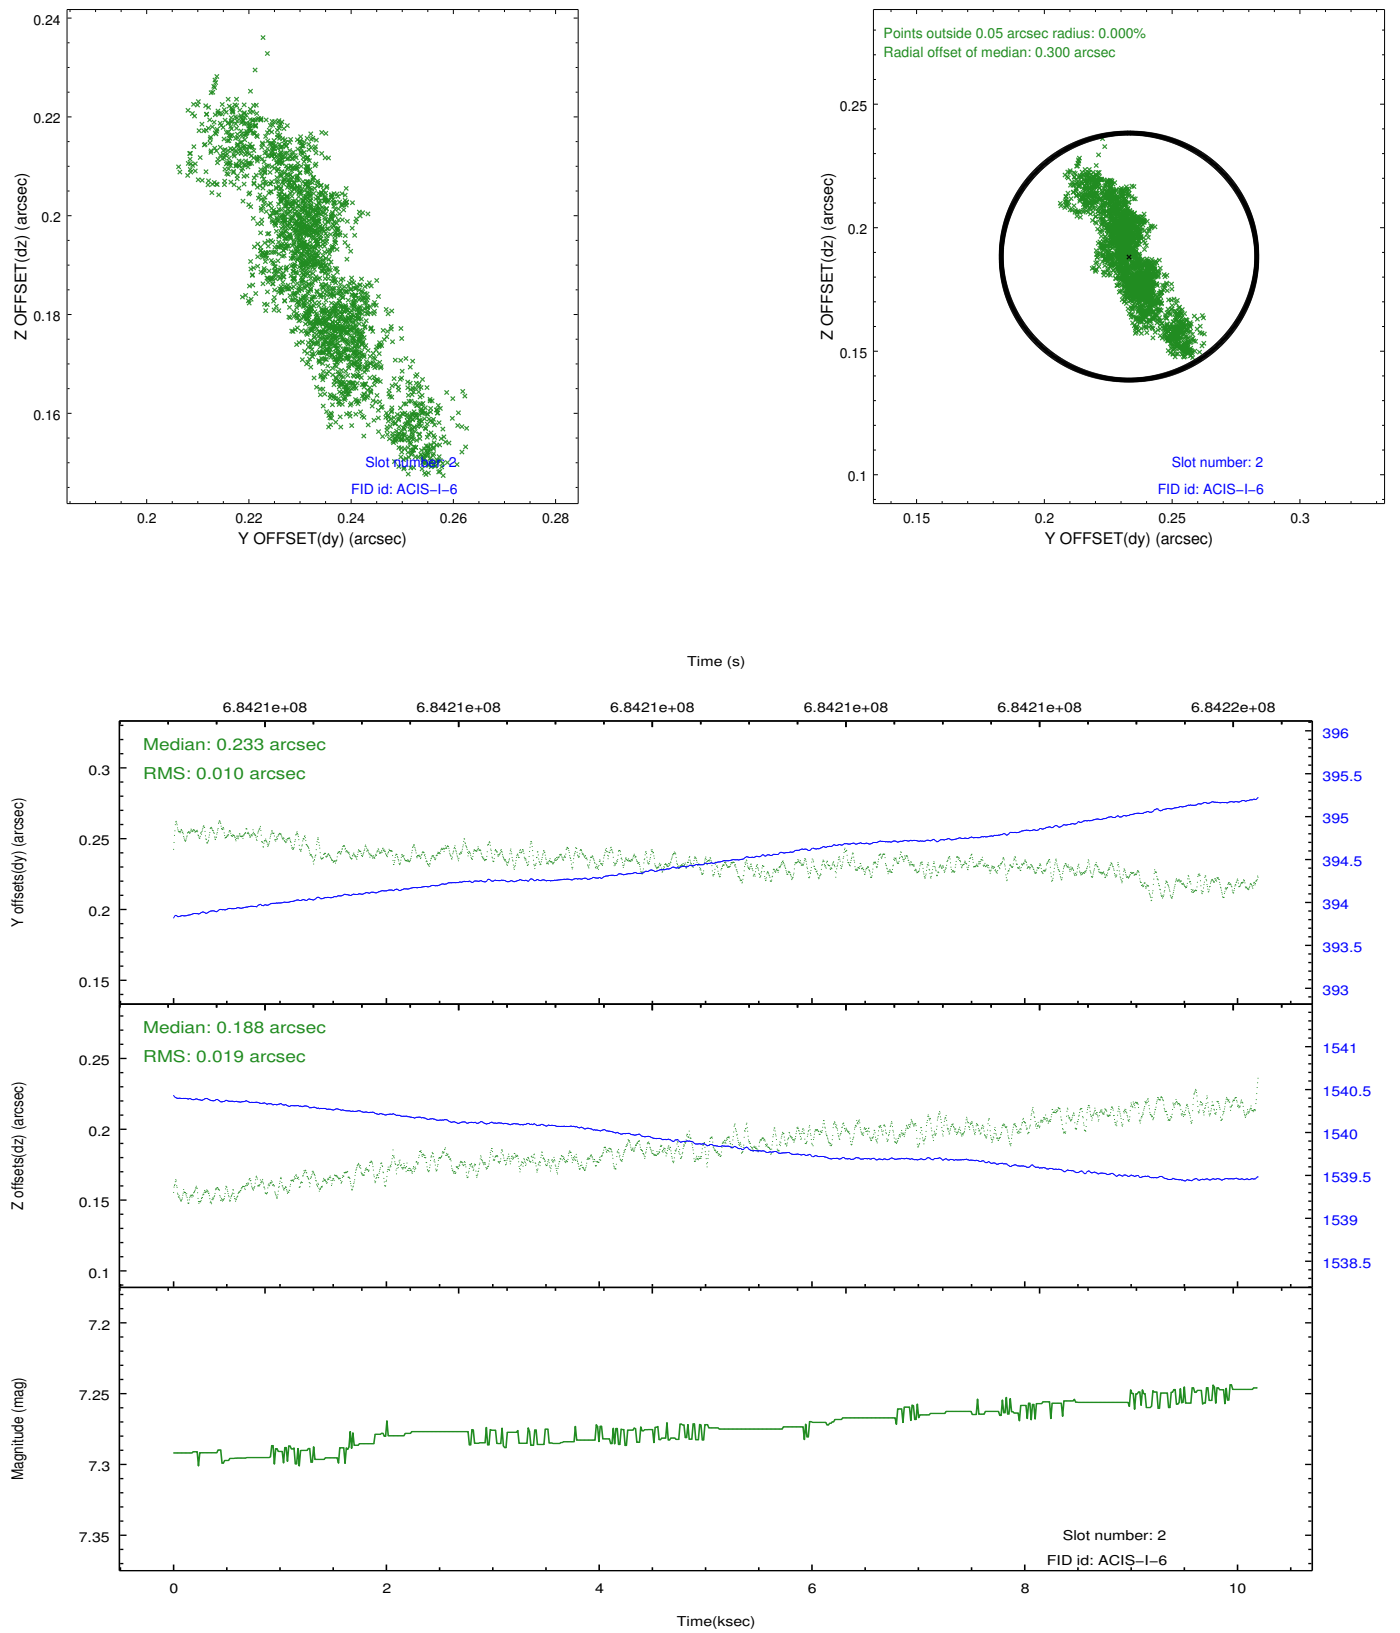 0.24
0.22
0.2
0.18
0.16
Z OFFSET(dz) (arcsec)
Slot number: 2
FID id: ACIS-I-6
0.2 0.22 0.24 0.26 0.28
Y OFFSET(dy) (arcsec)
Points outside 0.05 arcsec radius: 0.000%
Radial offset of median: 0.300 arcsec
0.25
0.2
0.15
0.1
Z OFFSET(dz) (arcsec)
Slot number: 2
FID id: ACIS-I-6
0.15 0.2 0.25 0.3
Y OFFSET(dy) (arcsec)
Time (s)
6.8421e+08 6.8421e+08 6.8421e+08 6.8421e+08 6.8421e+08 6.8422e+08
Median: 0.233 arcsec
RMS: 0.010 arcsec
0.3
0.25
0.2
0.15
Y offsets(dy) (arcsec)
396
395.5
395
394.5
394
393.5
393
Median: 0.188 arcsec
RMS: 0.019 arcsec
0.25
0.2
0.15
0.1
Z offsets(dz) (arcsec)
1541
1540.5
1540
1539.5
1539
1538.5
7.2
7.25
7.3
7.35
Magnitude (mag)
Slot number: 2
FID id: ACIS-I-6
0 2 4 6 8 10
Time(ksec)